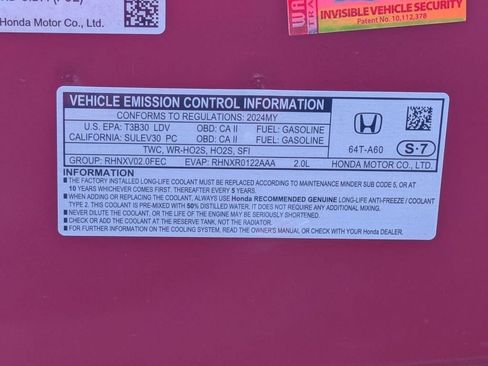 Honda Motor Co., Ltd.
INVISIBLE VEHICLE SECURITY
Patent No. 10,112,378
VEHICLE EMISSION CONTROL INFORMATION
CONFORMS TO REGULATIONS: 2024MY
U.S. EPA: T3B30 LDV OBD: CA II FUEL: GASOLINE
CALIFORNIA: SULEV30 PC OBD: CA II FUEL: GASOLINE
TWC, WR-HO2S, HO2S, SFI
GROUP: RHNXV02.0FEC EVAP: RHNXR0122AAA 2.0L
64T-A60 S·7
HONDA MOTOR CO., LTD.
INFORMATION
■THE FACTORY INSTALLED LONG-LIFE COOLANT MUST BE REPLACED ACCORDING TO MAINTENANCE MINDER SUB CODE 5, OR AT
10 YEARS WHICHEVER COMES FIRST. THEREAFTER REPLACE EVERY 5 YEARS.
■WHEN ADDING OR REPLACING THE COOLANT, ALWAYS USE Honda RECOMMENDED GENUINE LONG-LIFE ANTI-FREEZE / COOLANT
TYPE 2. THIS COOLANT IS PRE-MIXED WITH 50% DISTILLED WATER, IT DOES NOT REQUIRE ANY ADDITIONAL MIXING.
■NEVER DILUTE THE COOLANT, OR THE LIFE OF THE ENGINE MAY BE SERIOUSLY SHORTENED.
■ADD OR CHECK THE COOLANT AT THE RESERVE TANK, NOT THE RADIATOR.
■FOR FURTHER INFORMATION ON THE COOLING SYSTEM, READ THE OWNER'S MANUAL OR CHECK WITH YOUR Honda DEALER.